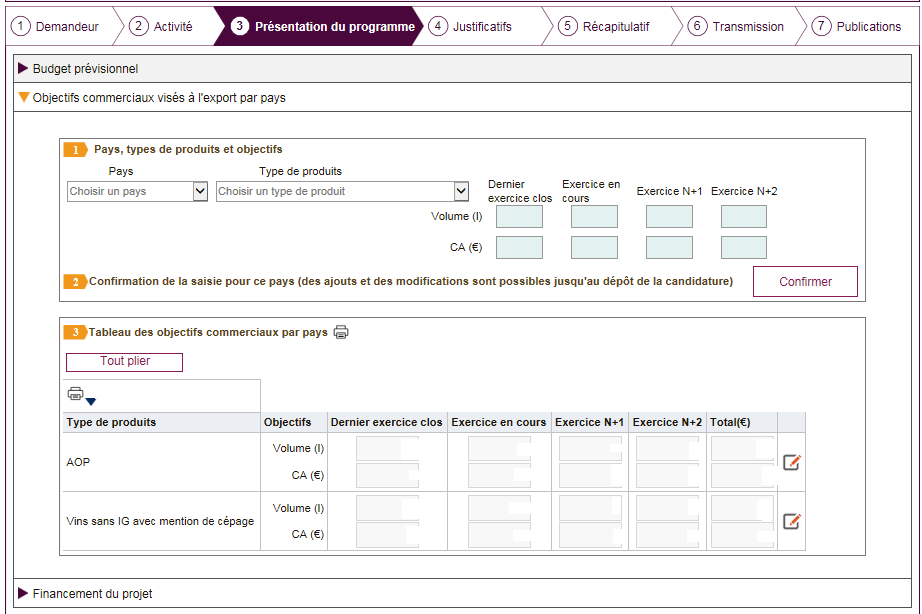 1 Demandeur 2 Activité 3 Présentation du programme 4 Justificatifs 5 Récapitulatif 6 Transmission 7 Publications
Budget prévisionnel
Objectifs commerciaux visés à l'export par pays
1 Pays, types de produits et objectifs
Pays Type de produits
Choisir un pays Choisir un type de produit
Dernier exercice clos Exercice en cours Exercice N+1 Exercice N+2
Volume (l)
CA (€)
2 Confirmation de la saisie pour ce pays (des ajouts et des modifications sont possibles jusqu'au dépôt de la candidature) Confirmer
3 Tableau des objectifs commerciaux par pays
Tout plier
Type de produits Objectifs Dernier exercice clos Exercice en cours Exercice N+1 Exercice N+2 Total(€)
AOP
Volume (l)
CA (€)
Vins sans IG avec mention de cépage
Volume (l)
CA (€)
Financement du projet